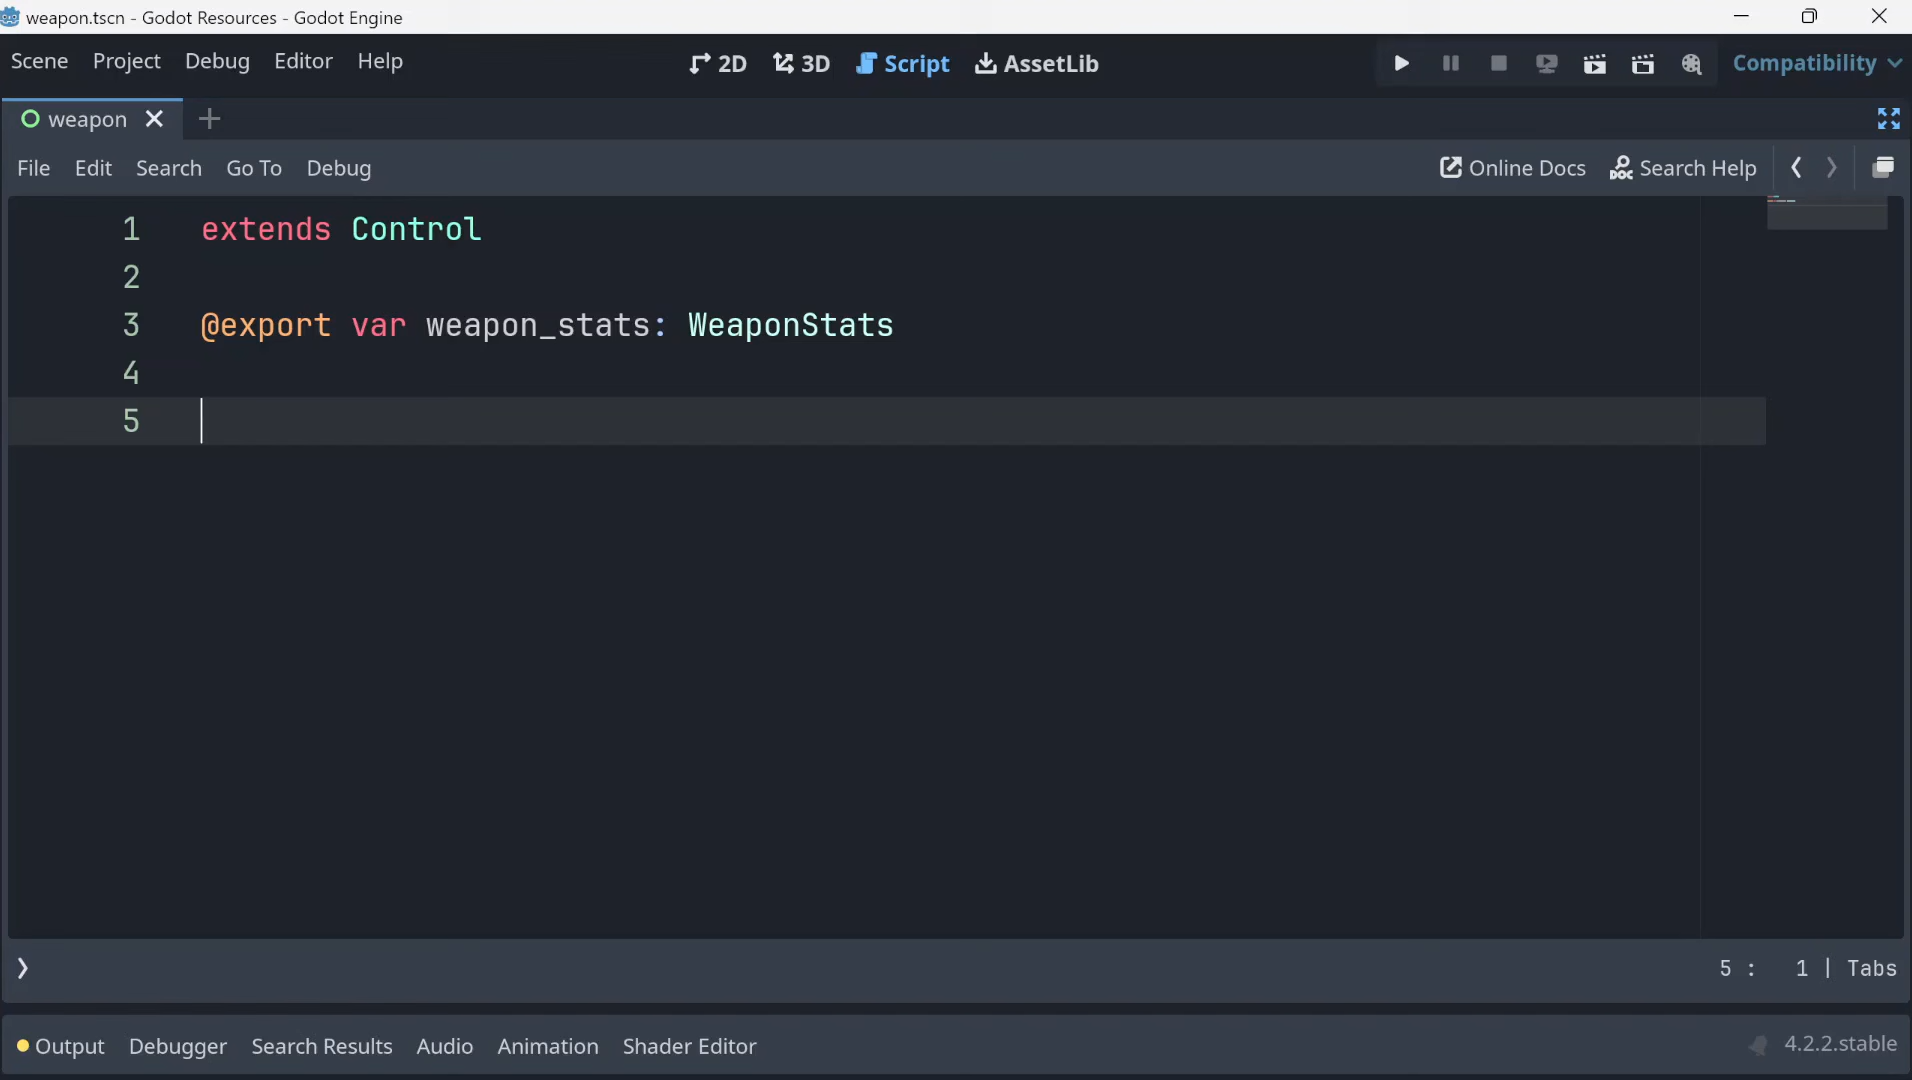 weapon.tscn - Godot Resources - Godot Engine
Scene Project Debug Editor Help
2D 3D Script AssetLib
Compatibility
weapon
File Edit Search Go To Debug
Online Docs Search Help
1 extends Control
2
3 @export var weapon_stats: WeaponStats
4
5
5 : 1 | Tabs
Output Debugger Search Results Audio Animation Shader Editor
4.2.2.stable